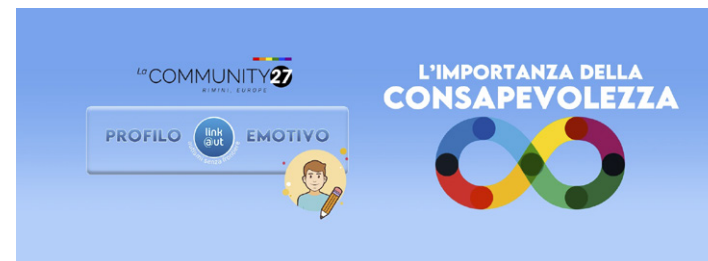 La COMMUNITY27
RIMINI, EUROPE
PROFILO link @ut EMOTIVO
L'IMPORTANZA DELLA
CONSAPEVOLEZZA